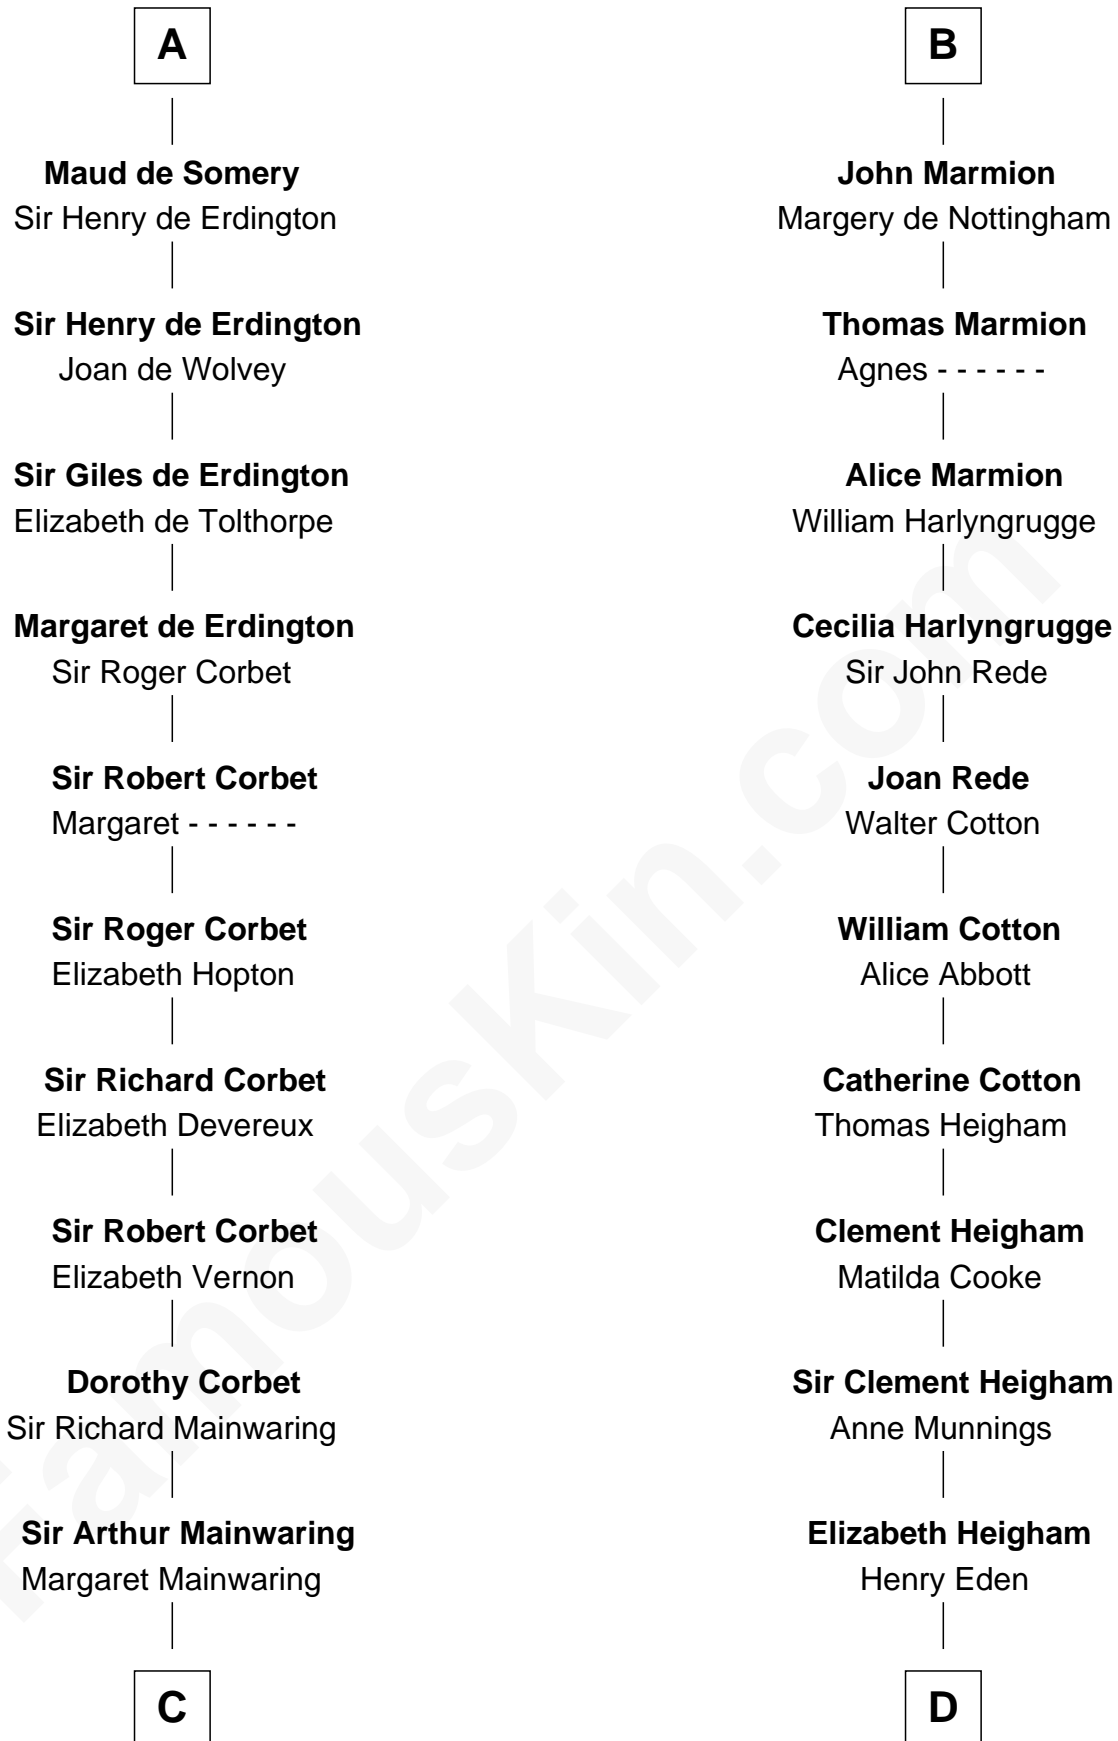 A
Maud de Somery
Sir Henry de Erdington
Sir Henry de Erdington
Joan de Wolvey
Sir Giles de Erdington
Elizabeth de Tolthorpe
Margaret de Erdington
Sir Roger Corbet
Sir Robert Corbet
Margaret - - - - - -
Sir Roger Corbet
Elizabeth Hopton
Sir Richard Corbet
Elizabeth Devereux
Sir Robert Corbet
Elizabeth Vernon
Dorothy Corbet
Sir Richard Mainwaring
Sir Arthur Mainwaring
Margaret Mainwaring
C
B
John Marmion
Margery de Nottingham
Thomas Marmion
Agnes - - - - - -
Alice Marmion
William Harlyngrugge
Cecilia Harlyngrugge
Sir John Rede
Joan Rede
Walter Cotton
William Cotton
Alice Abbott
Catherine Cotton
Thomas Heigham
Clement Heigham
Matilda Cooke
Sir Clement Heigham
Anne Munnings
Elizabeth Heigham
Henry Eden
D
FamousKin.com